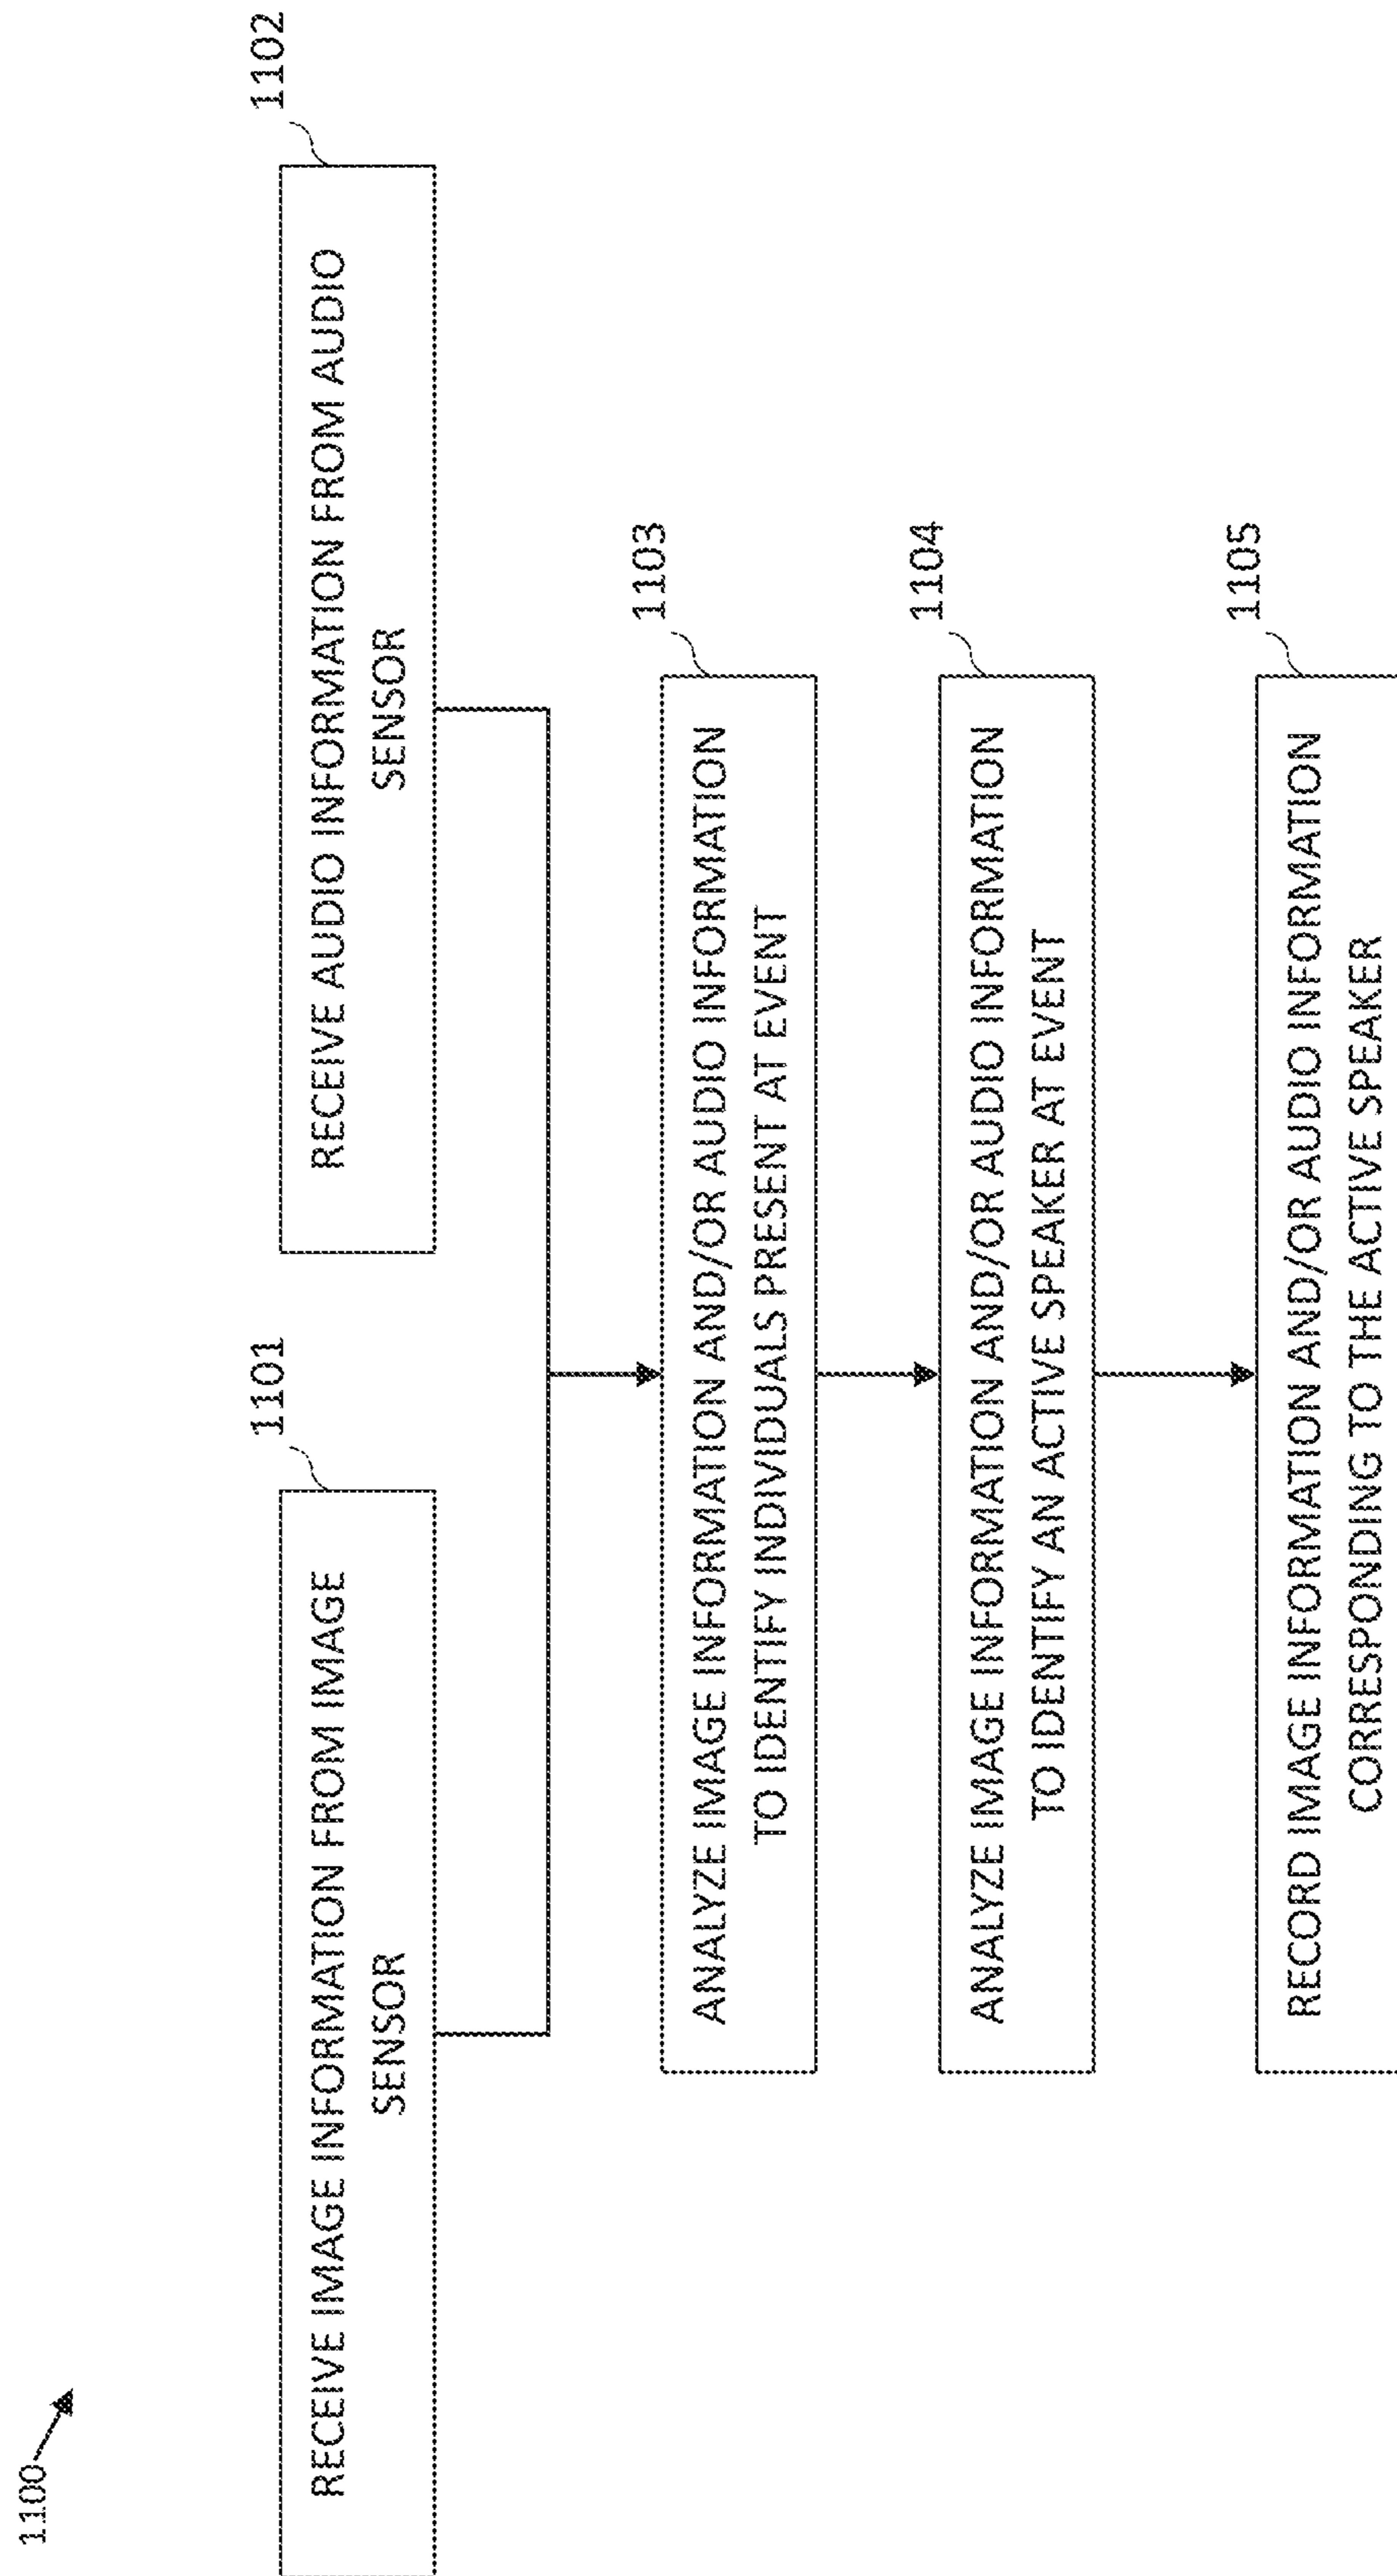 1100
1101
RECEIVE IMAGE INFORMATION FROM IMAGE
SENSOR
1102
RECEIVE AUDIO INFORMATION FROM AUDIO
SENSOR
1103
ANALYZE IMAGE INFORMATION AND/OR AUDIO INFORMATION
TO IDENTIFY INDIVIDUALS PRESENT AT EVENT
1104
ANALYZE IMAGE INFORMATION AND/OR AUDIO INFORMATION
TO IDENTIFY AN ACTIVE SPEAKER AT EVENT
1105
RECORD IMAGE INFORMATION AND/OR AUDIO INFORMATION
CORRESPONDING TO THE ACTIVE SPEAKER